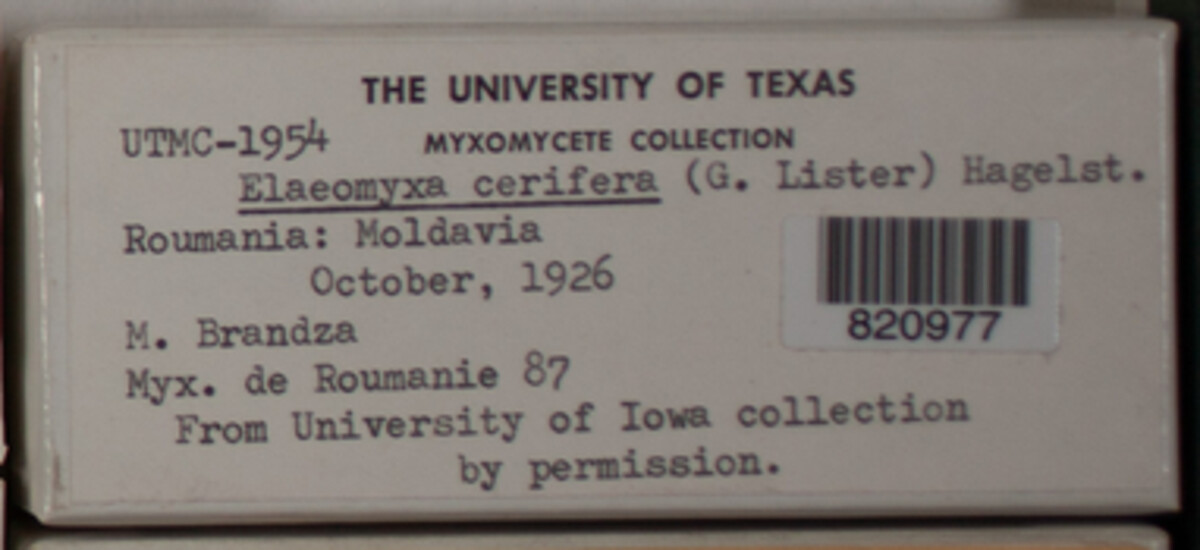 THE UNIVERSITY OF TEXAS
UTMC-1954 MYXOMYCETE COLLECTION
Elaeomyxa cerifera (G. Lister) Hagelst.
Roumania: Moldavia
October, 1926
820977
M. Brandza
Myx. de Roumanie 87
From University of Iowa collection
by permission.